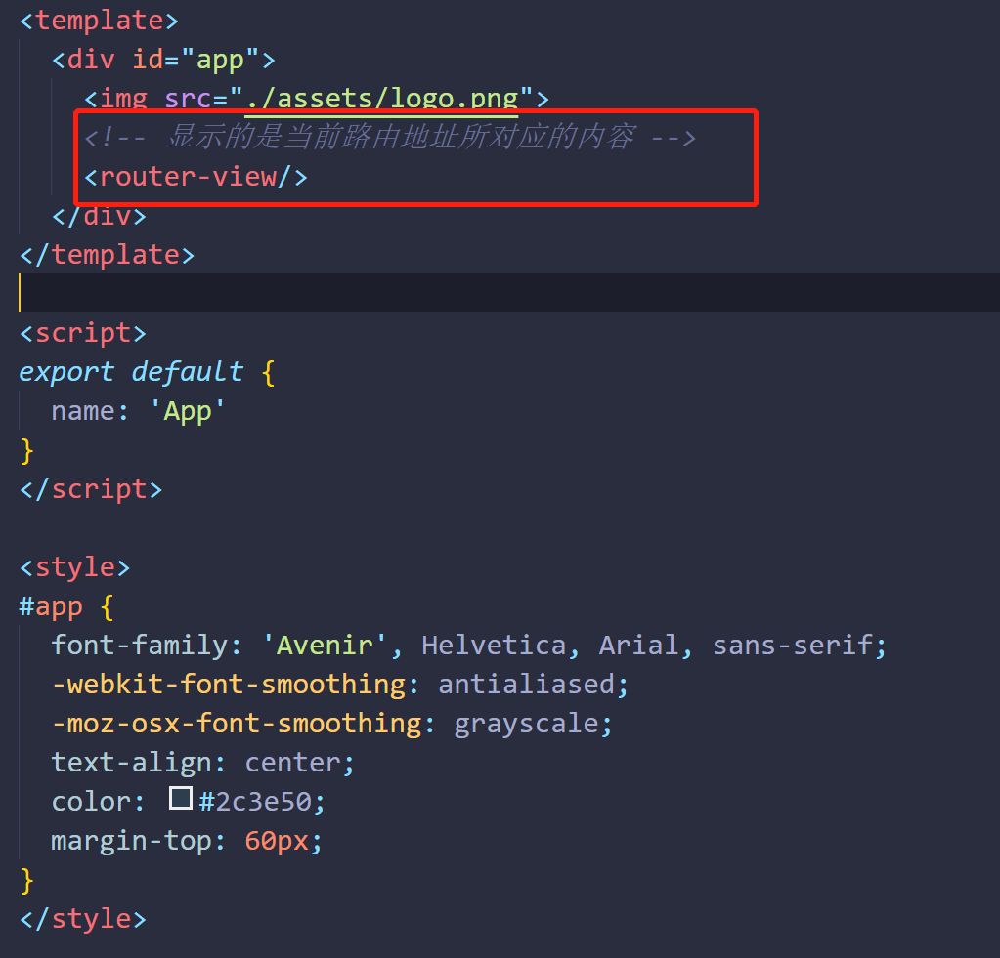 <template>
  <div id="app">
    <img src="./assets/logo.png">
    <!-- 显示的是当前路由地址所对应的内容 -->
    <router-view/>
  </div>
</template>

<script>
export default {
  name: 'App'
}
</script>

<style>
#app {
  font-family: 'Avenir', Helvetica, Arial, sans-serif;
  -webkit-font-smoothing: antialiased;
  -moz-osx-font-smoothing: grayscale;
  text-align: center;
  color: #2c3e50;
  margin-top: 60px;
}
</style>